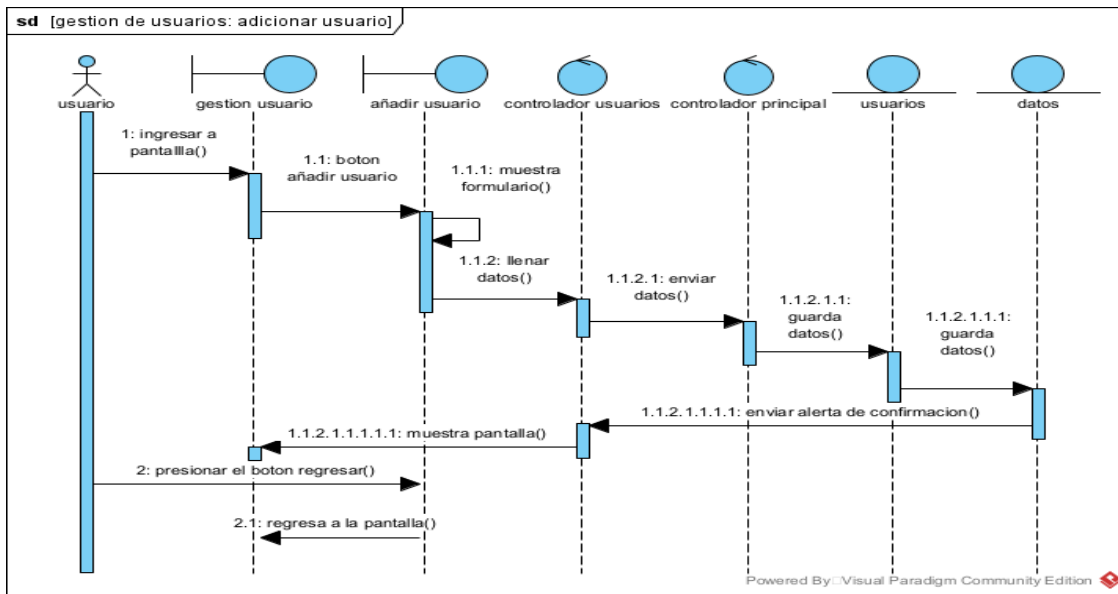 sd [gestion de usuarios: adicionar usuario]
usuario
gestion usuario
añadir usuario
controlador usuarios
controlador principal
usuarios
datos
1: ingresar a
pantallla()
1.1: boton
añadir usuario
1.1.1: muestra
formulario()
1.1.2: llenar
datos()
1.1.2.1: enviar
datos()
1.1.2.1.1:
guarda
datos()
1.1.2.1.1.1:
guarda
datos()
1.1.2.1.1.1.1: enviar alerta de confirmacion()
1.1.2.1.1.1.1.1: muestra pantalla()
2: presionar el boton regresar()
2.1: regresa a la pantalla()
Powered By Visual Paradigm Community Edition